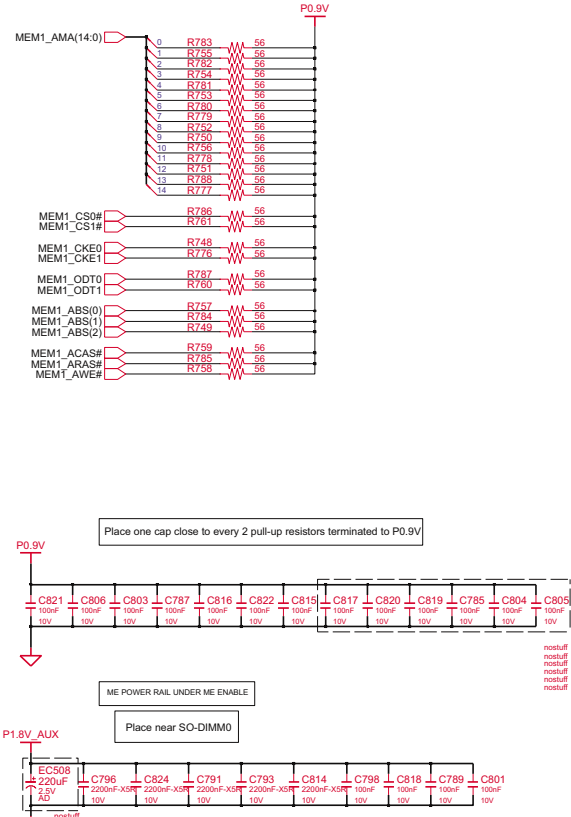 P0.9V
MEM1_AMA(14:0)
0 R783 56
1 R755 56
2 R782 56
3 R754 56
4 R781 56
5 R753 56
6 R780 56
7 R779 56
8 R752 56
9 R750 56
10 R756 56
11 R778 56
12 R751 56
13 R788 56
14 R777 56
MEM1_CS0# R786 56
MEM1_CS1# R761 56
MEM1_CKE0 R748 56
MEM1_CKE1 R776 56
MEM1_ODT0 R787 56
MEM1_ODT1 R760 56
MEM1_ABS(0) R757 56
MEM1_ABS(1) R784 56
MEM1_ABS(2) R749 56
MEM1_ACAS# R759 56
MEM1_ARAS# R785 56
MEM1_AWE# R758 56
Place one cap close to every 2 pull-up resistors terminated to P0.9V
P0.9V
C821 C806 C803 C787 C816 C822 C815 C817 C820 C819 C785 C804 C805
100nF 100nF 100nF 100nF 100nF 100nF 100nF 100nF 100nF 100nF 100nF 100nF 100nF
10V 10V 10V 10V 10V 10V 10V 10V 10V 10V 10V 10V 10V
nostuff
nostuff
nostuff
nostuff
nostuff
nostuff
ME POWER RAIL UNDER ME ENABLE
Place near SO-DIMM0
P1.8V_AUX
EC508
220uF
2.5V
AD
nostuff
C796 C824 C791 C793 C814 C798 C818 C789 C801
2200nF-X5R 2200nF-X5R 2200nF-X5R 2200nF-X5R 2200nF-X5R 100nF 100nF 100nF 100nF
10V 10V 10V 10V 10V 10V 10V 10V 10V